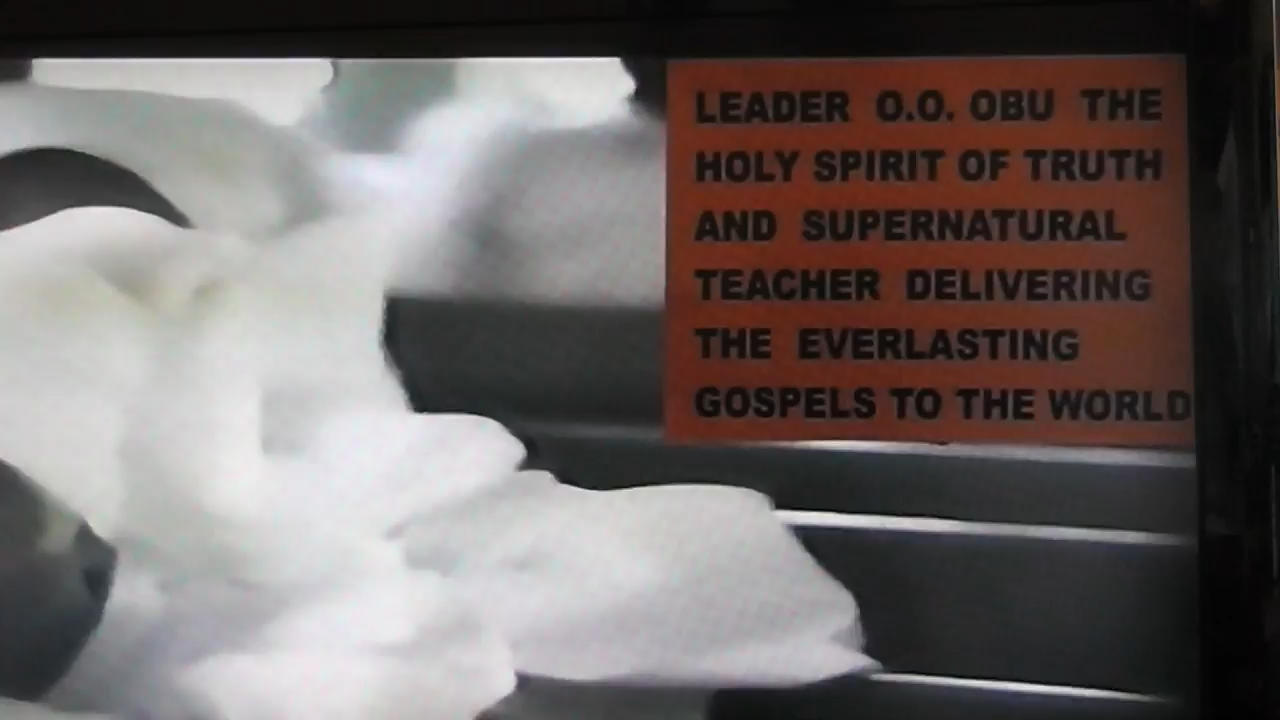 LEADER O.O. OBU THE
HOLY SPIRIT OF TRUTH
AND SUPERNATURAL
TEACHER DELIVERING
THE EVERLASTING
GOSPELS TO THE WORLD